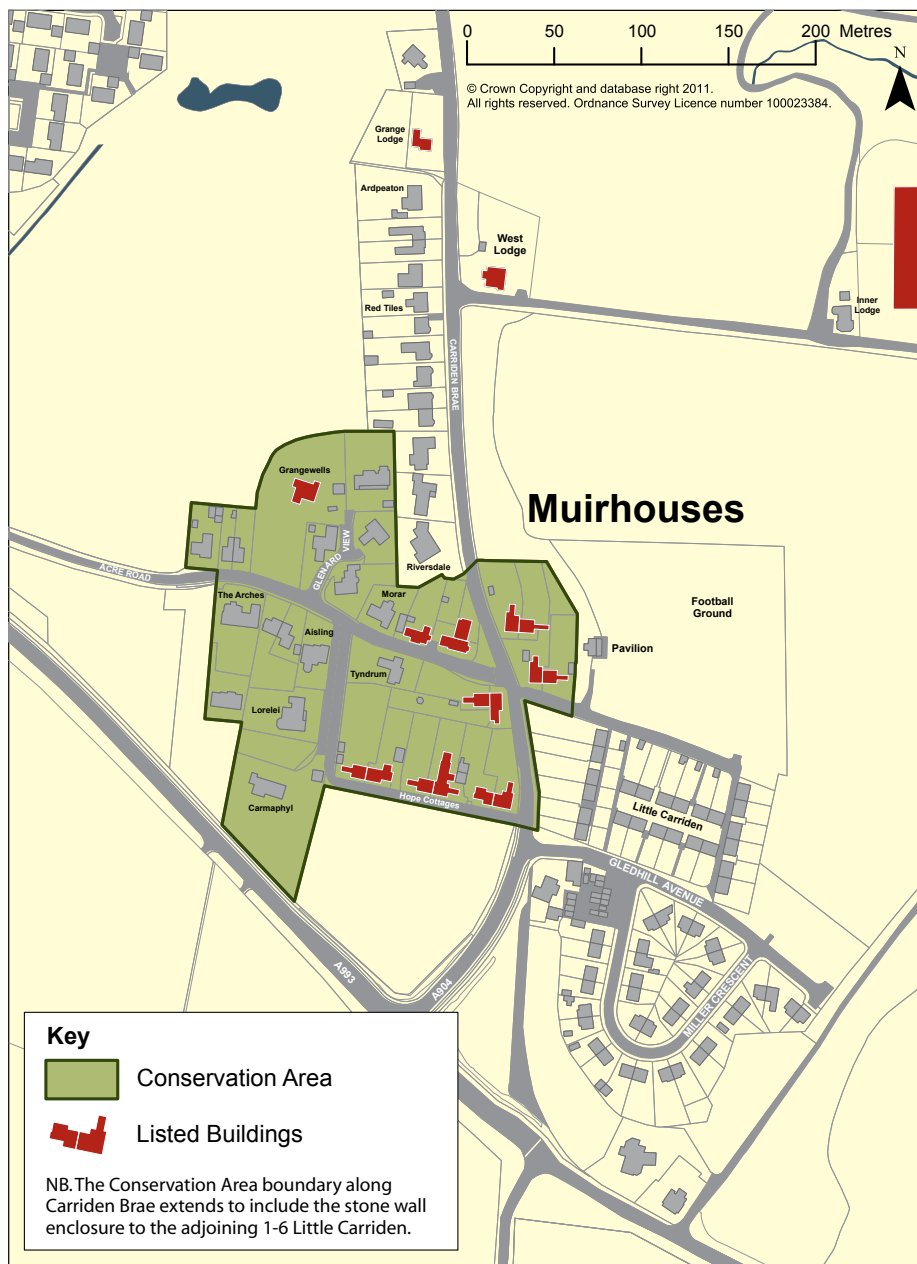 0 50 100 150 200 Metres
N
© Crown Copyright and database right 2011.
All rights reserved. Ordnance Survey Licence number 100023384.
Grange
Lodge
Ardpeaton
West
Lodge
Inner
Lodge
Red Tiles
CARRIDEN BRAE
Grangewells
Muirhouses
GLENARD VIEW
Riversdale
ACRE ROAD
The Arches
Morar
Football
Ground
Aisling
Pavilion
Tyndrum
Lorelei
Carmaphyl
Hope Cottages
Little Carriden
GLEDHILL AVENUE
A993
A904
MILLER CRESCENT
Key
Conservation Area
Listed Buildings
NB. The Conservation Area boundary along
Carriden Brae extends to include the stone wall
enclosure to the adjoining 1-6 Little Carriden.